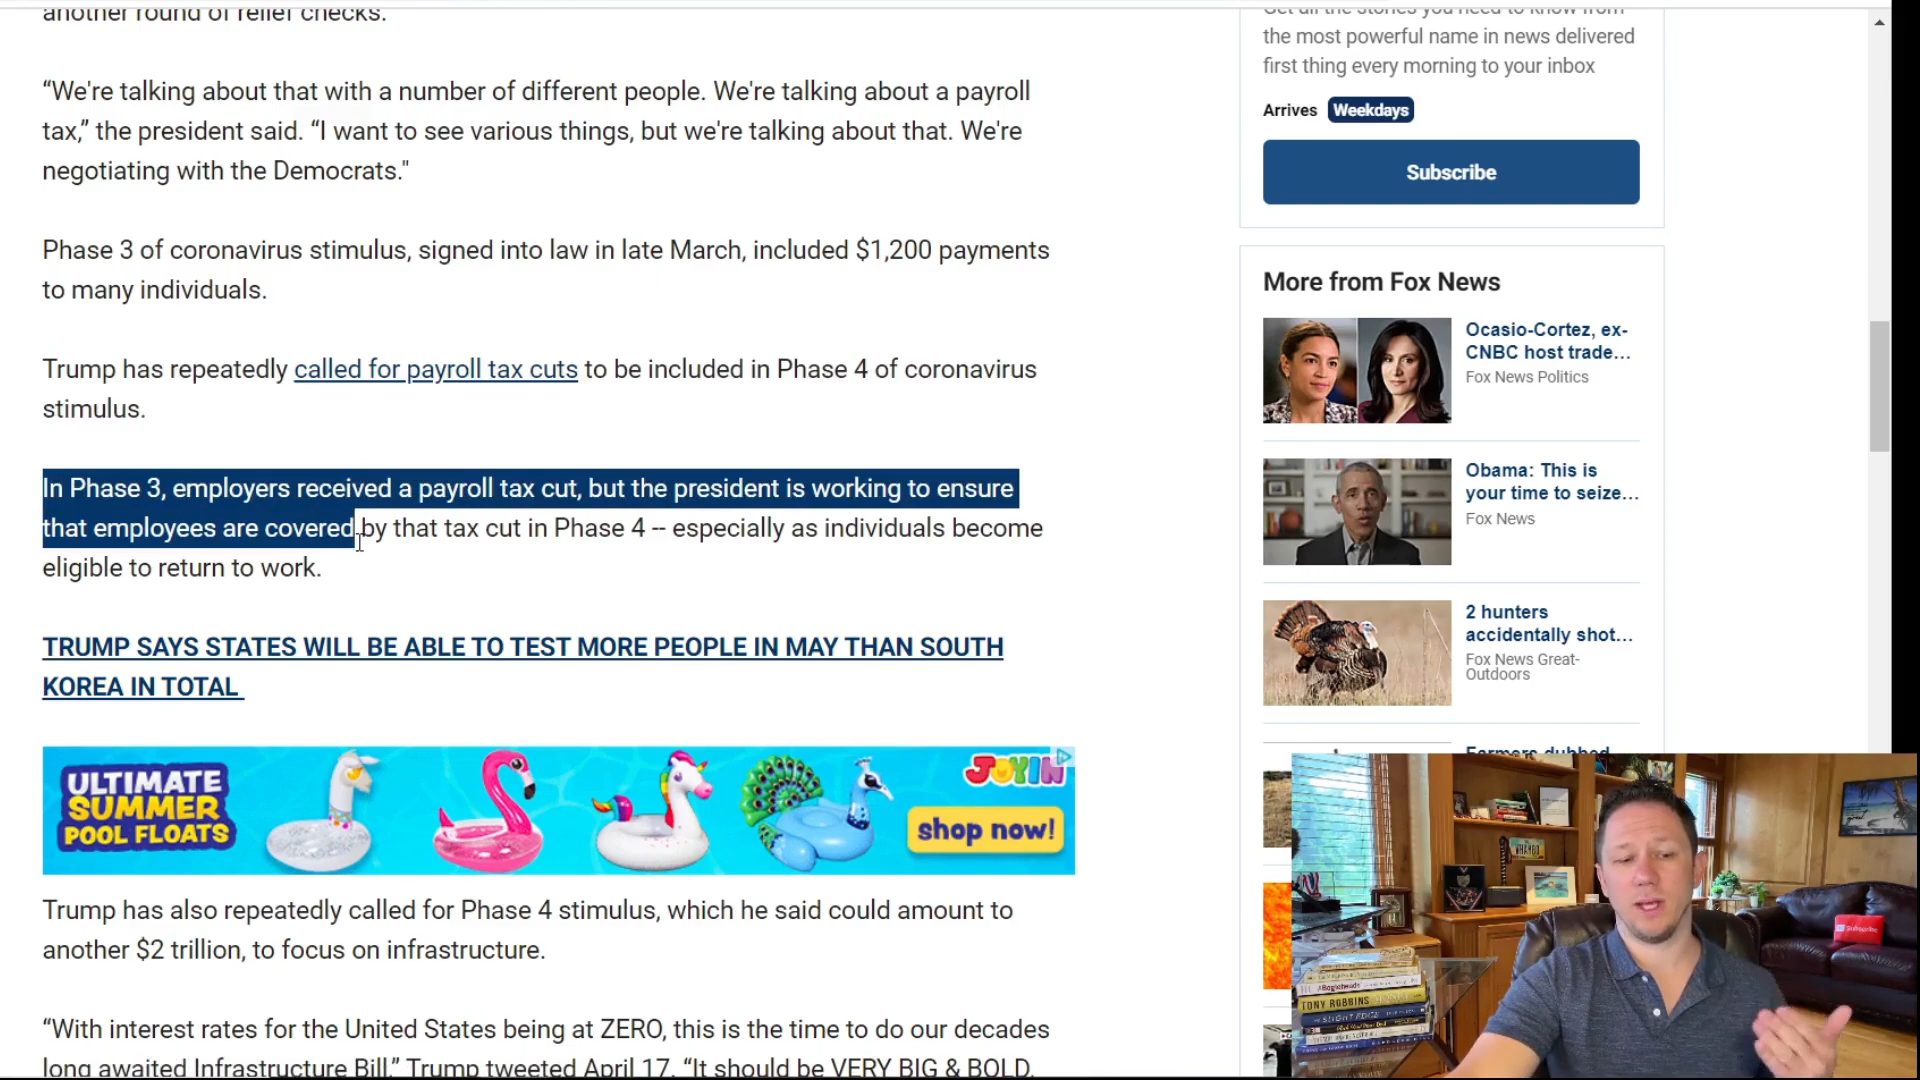 another round of relief checks.
“We're talking about that with a number of different people. We're talking about a payroll
tax,” the president said. “I want to see various things, but we're talking about that. We're
negotiating with the Democrats."
Phase 3 of coronavirus stimulus, signed into law in late March, included $1,200 payments
to many individuals.
Trump has repeatedly called for payroll tax cuts to be included in Phase 4 of coronavirus
stimulus.
In Phase 3, employers received a payroll tax cut, but the president is working to ensure
that employees are covered by that tax cut in Phase 4 -- especially as individuals become
eligible to return to work.
TRUMP SAYS STATES WILL BE ABLE TO TEST MORE PEOPLE IN MAY THAN SOUTH
KOREA IN TOTAL
ULTIMATE
SUMMER
POOL FLOATS
JOYIN
shop now!
Trump has also repeatedly called for Phase 4 stimulus, which he said could amount to
another $2 trillion, to focus on infrastructure.
“With interest rates for the United States being at ZERO, this is the time to do our decades
long awaited Infrastructure Bill,” Trump tweeted April 17. “It should be VERY BIG & BOLD,
Get all the stories you need to know from
the most powerful name in news delivered
first thing every morning to your inbox
Arrives Weekdays
Subscribe
More from Fox News
Ocasio-Cortez, ex-
CNBC host trade...
Fox News Politics
Obama: This is
your time to seize...
Fox News
2 hunters
accidentally shot...
Fox News Great-
Outdoors
Farmers dubbed
Subscribe
TONY ROBBINS